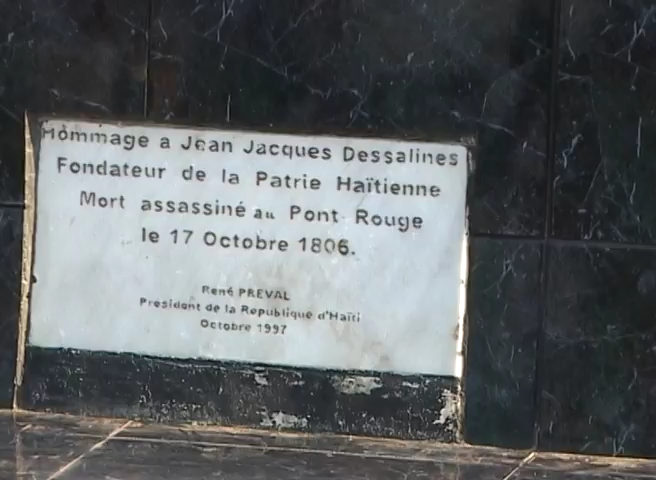 Hommage a Jean Jacques Dessalines
Fondateur de la Patrie Haïtienne
Mort assassiné au Pont Rouge
le 17 Octobre 1806.
René PREVAL
President de la Republique d'Haïti
Octobre 1997